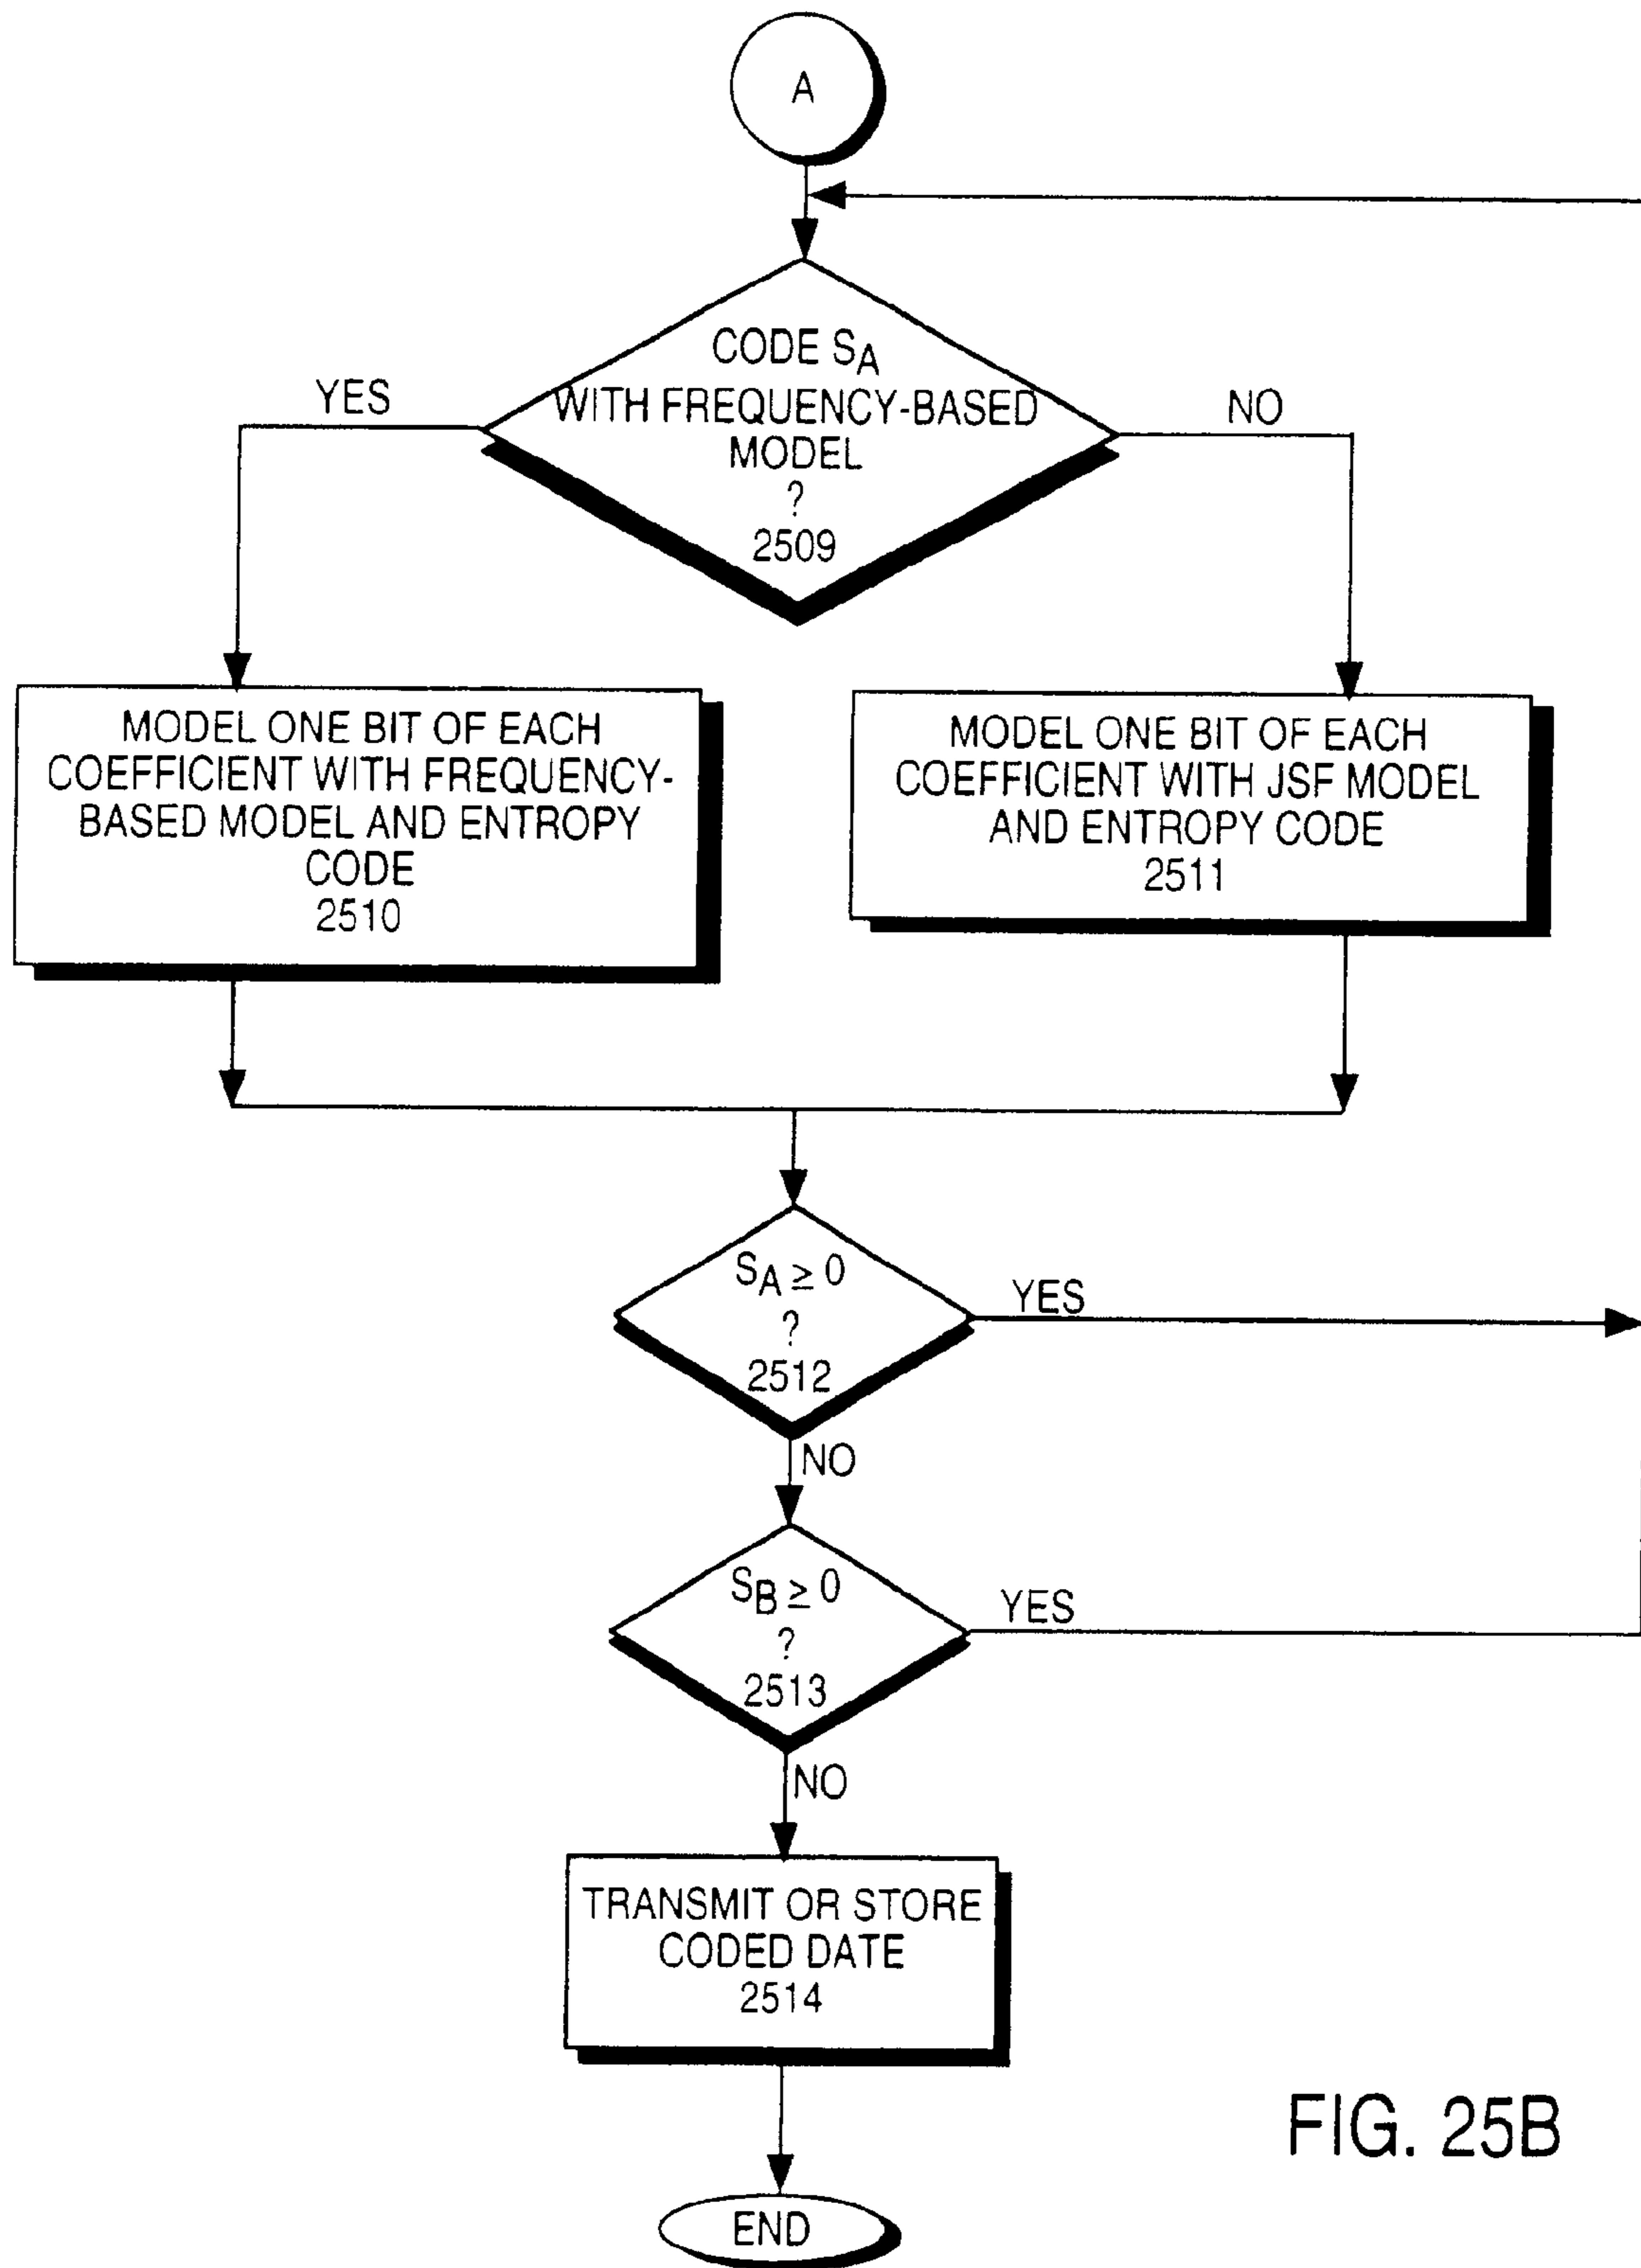 A
CODE SA
WITH FREQUENCY-BASED
MODEL
?
2509
YES
NO
MODEL ONE BIT OF EACH
COEFFICIENT WITH FREQUENCY-
BASED MODEL AND ENTROPY
CODE
2510
MODEL ONE BIT OF EACH
COEFFICIENT WITH JSF MODEL
AND ENTROPY CODE
2511
SA ≥ 0
?
2512
YES
NO
SB ≥ 0
?
2513
YES
NO
TRANSMIT OR STORE
CODED DATE
2514
END
FIG. 25B